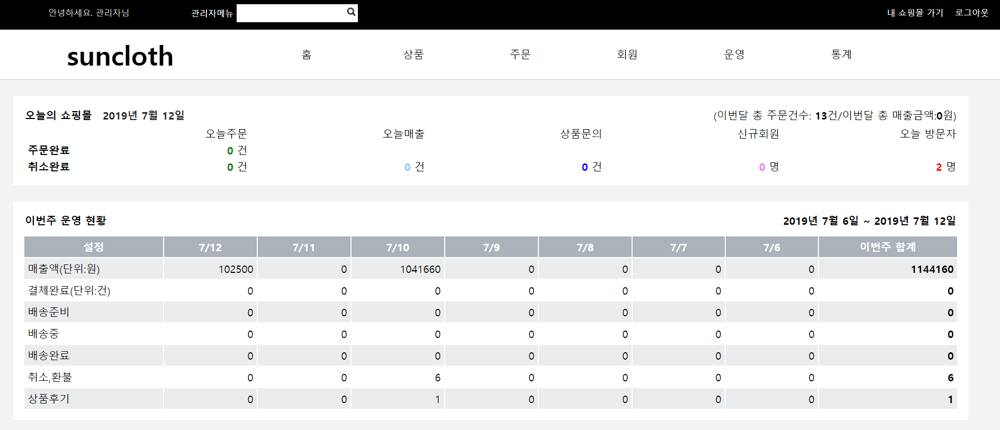 안녕하세요. 관리자님 관리자메뉴 내 쇼핑몰 가기 로그아웃
suncloth 홈 상품 주문 회원 운영 통계
오늘의 쇼핑몰 2019년 7월 12일 (이번달 총 주문건수: 13건/이번달 총 매출금액:0원)
오늘주문 오늘매출 상품문의 신규회원 오늘 방문자
주문완료 0 건
취소완료 0 건 0 건 0 건 0 명 2 명
이번주 운영 현황 2019년 7월 6일 ~ 2019년 7월 12일
설정 7/12 7/11 7/10 7/9 7/8 7/7 7/6 이번주 합계
매출액(단위:원) 102500 0 1041660 0 0 0 0 1144160
결제완료(단위:건) 0 0 0 0 0 0 0 0
배송준비 0 0 0 0 0 0 0 0
배송중 0 0 0 0 0 0 0 0
배송완료 0 0 0 0 0 0 0 0
취소,환불 0 0 6 0 0 0 0 6
상품후기 0 0 1 0 0 0 0 1